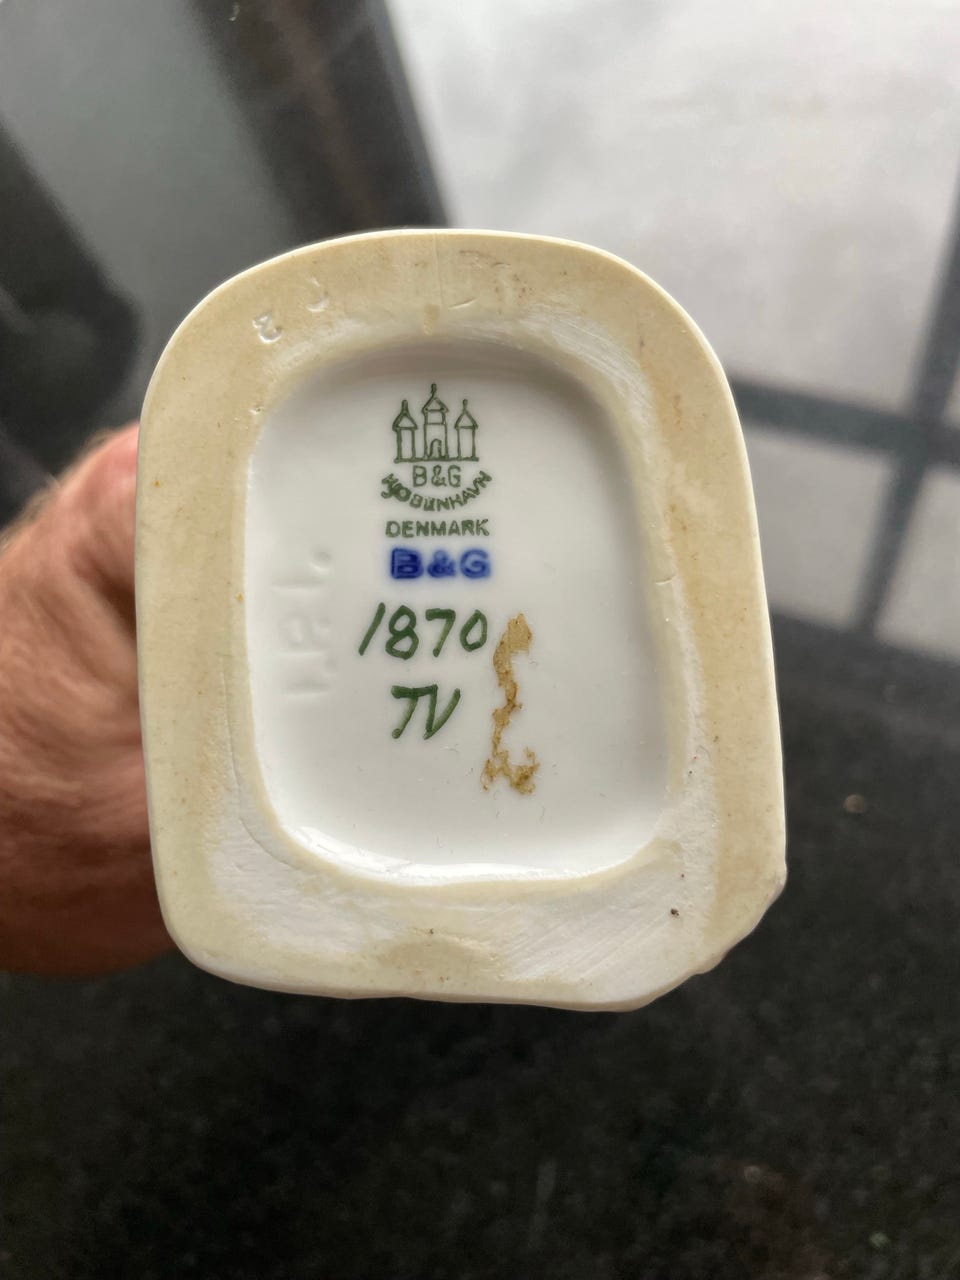 B&G
KJØBENHAVN
DENMARK
B&G
1870
TV